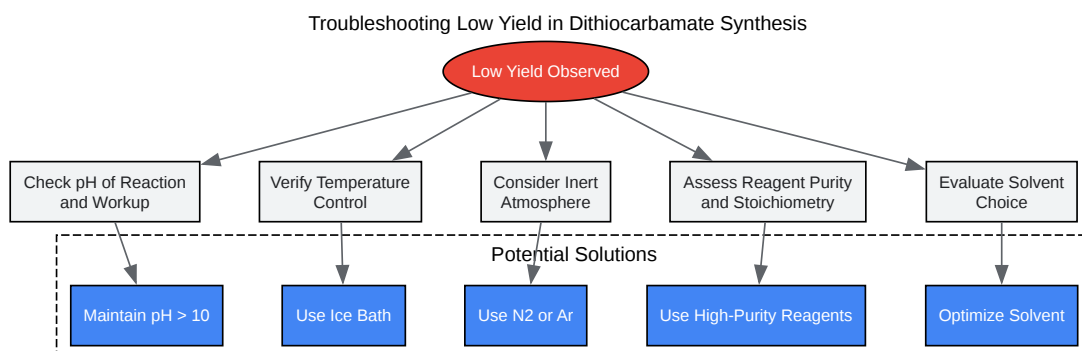 Troubleshooting Low Yield in Dithiocarbamate Synthesis
Low Yield Observed
Check pH of Reaction
and Workup
Verify Temperature
Control
Consider Inert
Atmosphere
Assess Reagent Purity
and Stoichiometry
Evaluate Solvent
Choice
Potential Solutions
Maintain pH > 10
Use Ice Bath
Use N2 or Ar
Use High-Purity Reagents
Optimize Solvent